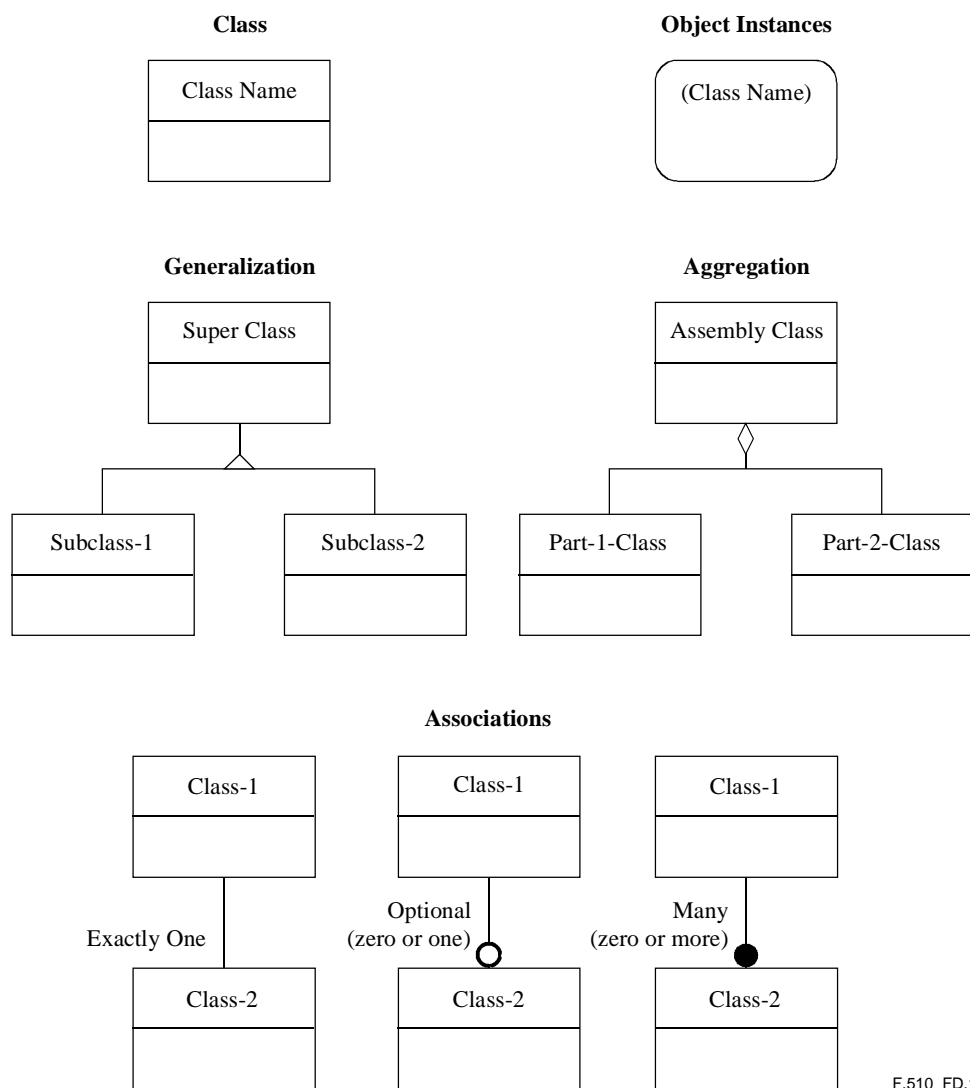 Class
Object Instances
Class Name
(Class Name)
Generalization
Aggregation
Super Class
Assembly Class
Subclass-1
Subclass-2
Part-1-Class
Part-2-Class
Associations
Class-1
Class-1
Class-1
Optional
(zero or one)
Many
(zero or more)
Exactly One
Class-2
Class-2
Class-2